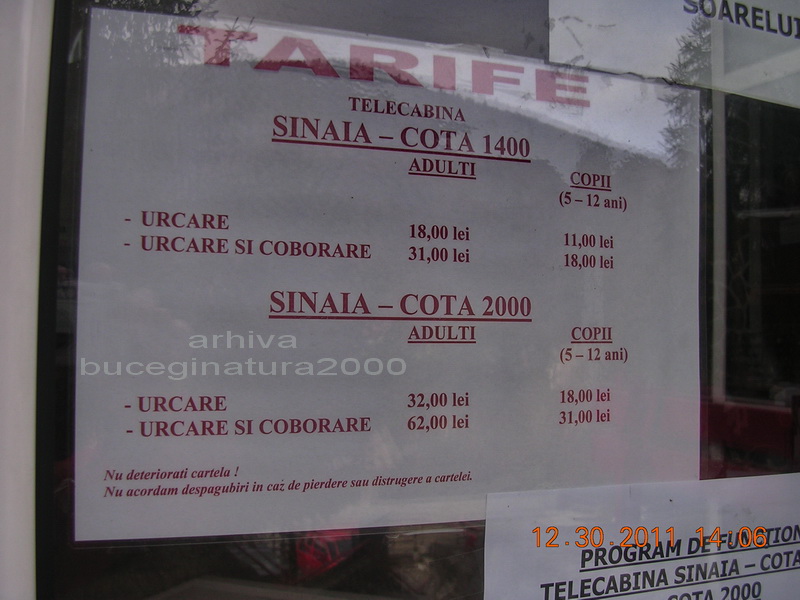 SOARELUI
TARIFE
TELECABINA
SINAIA – COTA 1400
ADULTI COPII
(5 – 12 ani)
- URCARE 18,00 lei 11,00 lei
- URCARE SI COBORARE 31,00 lei 18,00 lei
SINAIA – COTA 2000
ADULTI COPII
(5 – 12 ani)
arhiva
buceginatura2000
- URCARE 32,00 lei 18,00 lei
- URCARE SI COBORARE 62,00 lei 31,00 lei
Nu deteriorati cartela !
Nu acordam despagubiri in caz de pierdere sau distrugere a cartelei.
12.30.2011 14:06
PROGRAM DE FUNCTION
TELECABINA SINAIA – COTA
COTA 2000